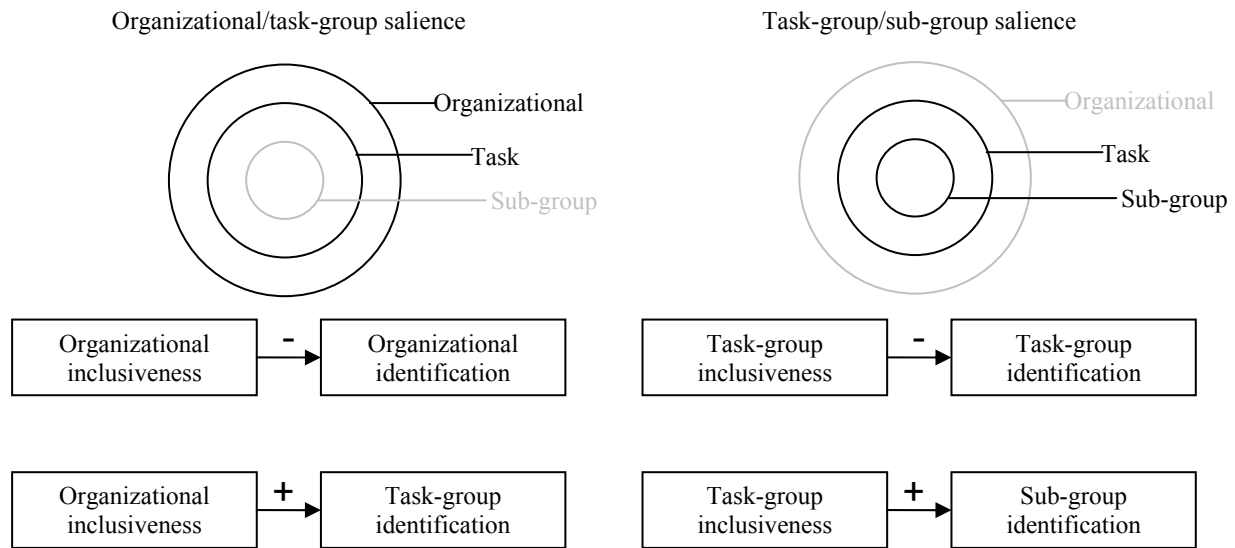 Organizational/task-group salience
Organizational
Task
Sub-group
Task-group/sub-group salience
Organizational
Task
Sub-group
Organizational
inclusiveness
-
Organizational
identification
Task-group
inclusiveness
-
Task-group
identification
Organizational
inclusiveness
+
Task-group
identification
Task-group
inclusiveness
+
Sub-group
identification